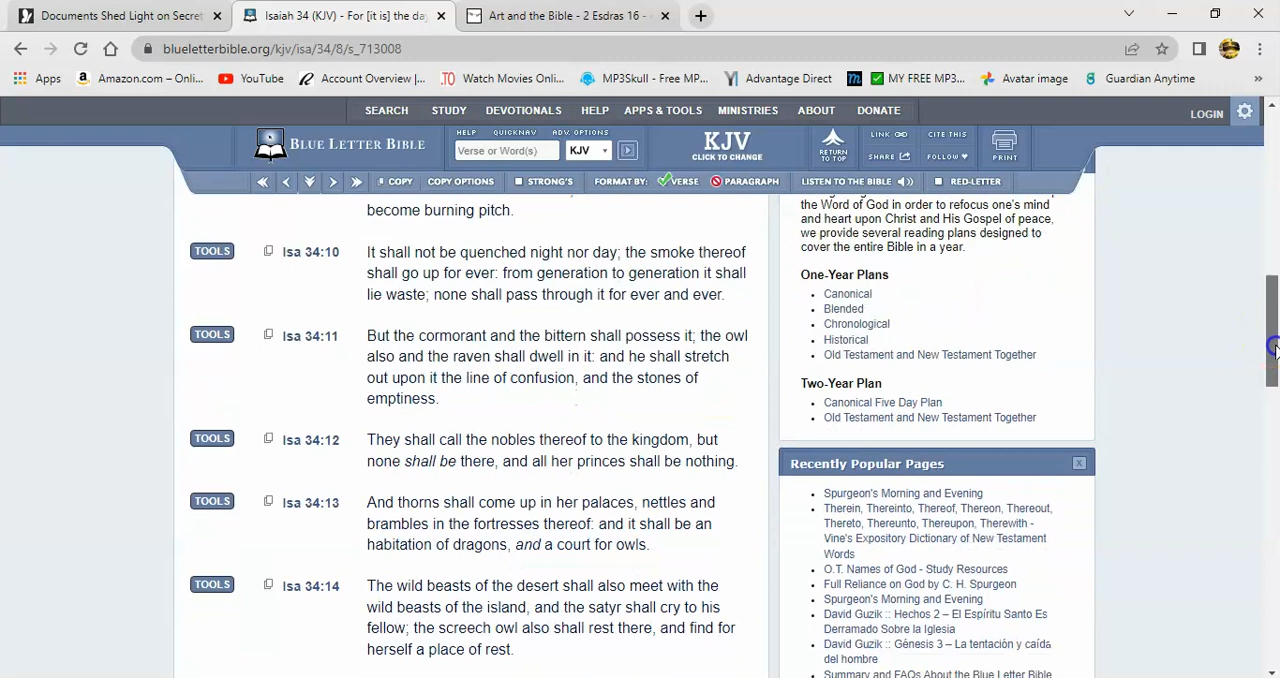 Documents Shed Light on Secret
Isaiah 34 (KJV) - For [it is] the day
Art and the Bible - 2 Esdras 16 -
blueletterbible.org/kjv/isa/34/8/s_713008
Apps
Amazon.com – Onli...
YouTube
Account Overview |...
TO Watch Movies Onli...
MP3Skull - Free MP...
Advantage Direct
MY FREE MP3...
Avatar image
Guardian Anytime
»
SEARCH STUDY DEVOTIONALS HELP APPS & TOOLS MINISTRIES ABOUT DONATE
LOGIN
BLUE LETTER BIBLE
HELP QUICKNAV ADV. OPTIONS
Verse or Word(s)
KJV
KJV
CLICK TO CHANGE
RETURN
TO TOP
LINK
CITE THIS
SHARE
FOLLOW
PRINT
COPY COPY OPTIONS STRONG'S FORMAT BY: VERSE PARAGRAPH LISTEN TO THE BIBLE RED-LETTER
become burning pitch.
TOOLS Isa 34:10 It shall not be quenched night nor day; the smoke thereof
shall go up for ever: from generation to generation it shall
lie waste; none shall pass through it for ever and ever.
TOOLS Isa 34:11 But the cormorant and the bittern shall possess it; the owl
also and the raven shall dwell in it: and he shall stretch
out upon it the line of confusion, and the stones of
emptiness.
TOOLS Isa 34:12 They shall call the nobles thereof to the kingdom, but
none shall be there, and all her princes shall be nothing.
TOOLS Isa 34:13 And thorns shall come up in her palaces, nettles and
brambles in the fortresses thereof: and it shall be an
habitation of dragons, and a court for owls.
TOOLS Isa 34:14 The wild beasts of the desert shall also meet with the
wild beasts of the island, and the satyr shall cry to his
fellow; the screech owl also shall rest there, and find for
herself a place of rest.
the Word of God in order to refocus one's mind
and heart upon Christ and His Gospel of peace,
we provide several reading plans designed to
cover the entire Bible in a year.
One-Year Plans
Canonical
Blended
Chronological
Historical
Old Testament and New Testament Together
Two-Year Plan
Canonical Five Day Plan
Old Testament and New Testament Together
Recently Popular Pages
Spurgeon's Morning and Evening
Therein, Thereinto, Thereof, Thereon, Thereout,
Thereto, Thereunto, Thereupon, Therewith -
Vine's Expository Dictionary of New Testament
Words
O.T. Names of God - Study Resources
Full Reliance on God by C. H. Spurgeon
Spurgeon's Morning and Evening
David Guzik :: Hechos 2 – El Espíritu Santo Es
Derramado Sobre la Iglesia
David Guzik :: Génesis 3 – La tentación y caída
del hombre
Summary and FAQs About the Blue Letter Bible